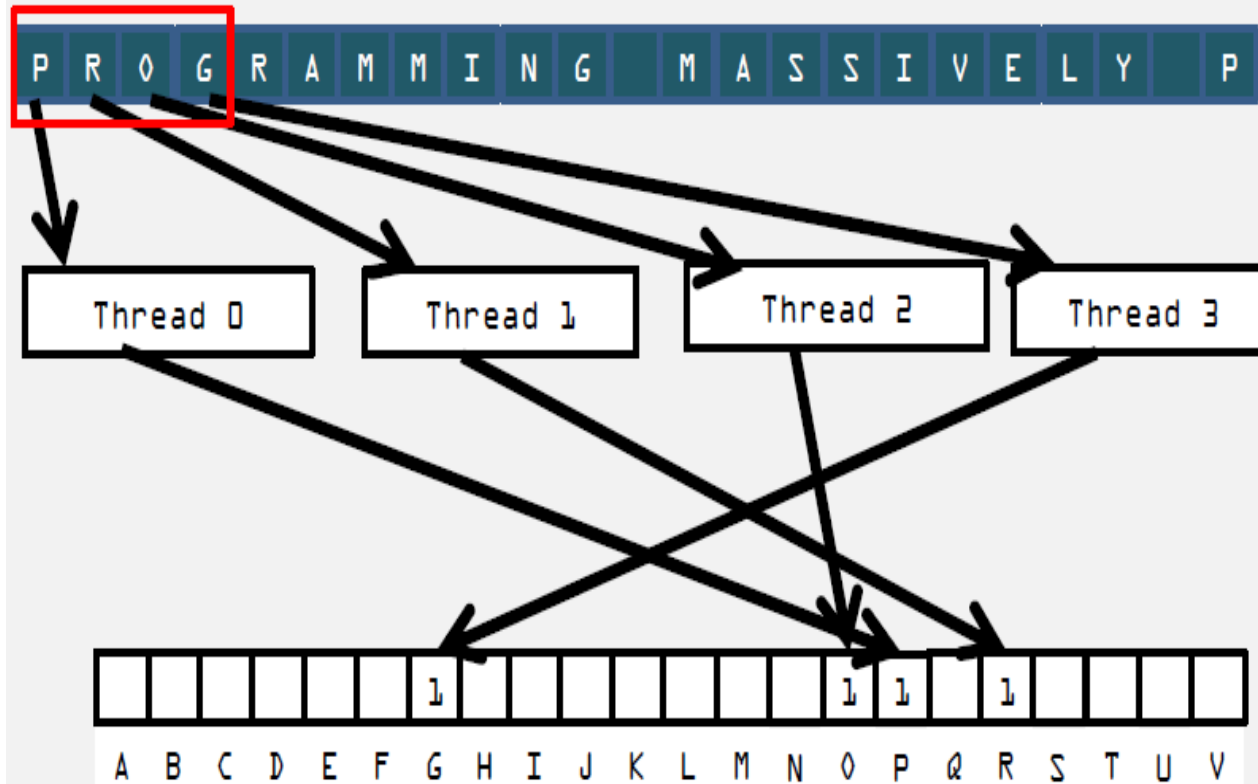 P R O G R A M M I N G M A S S I V E L Y P
Thread 0 Thread 1 Thread 2 Thread 3
1 1 1 1
A B C D E F G H I J K L M N O P Q R S T U V